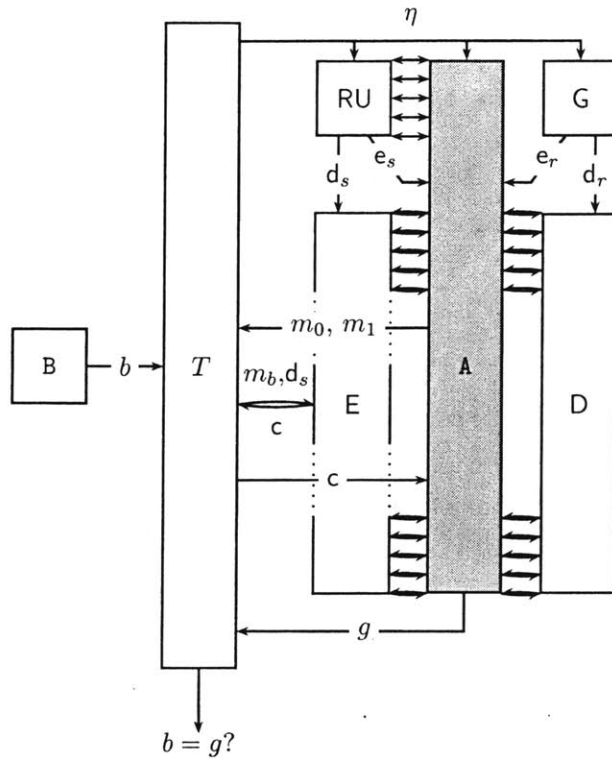 η
RU
G
e_s
e_r
d_s
d_r
m_0, m_1
B
b
T
m_b,d_s
E
A
D
c
c
g
b = g?